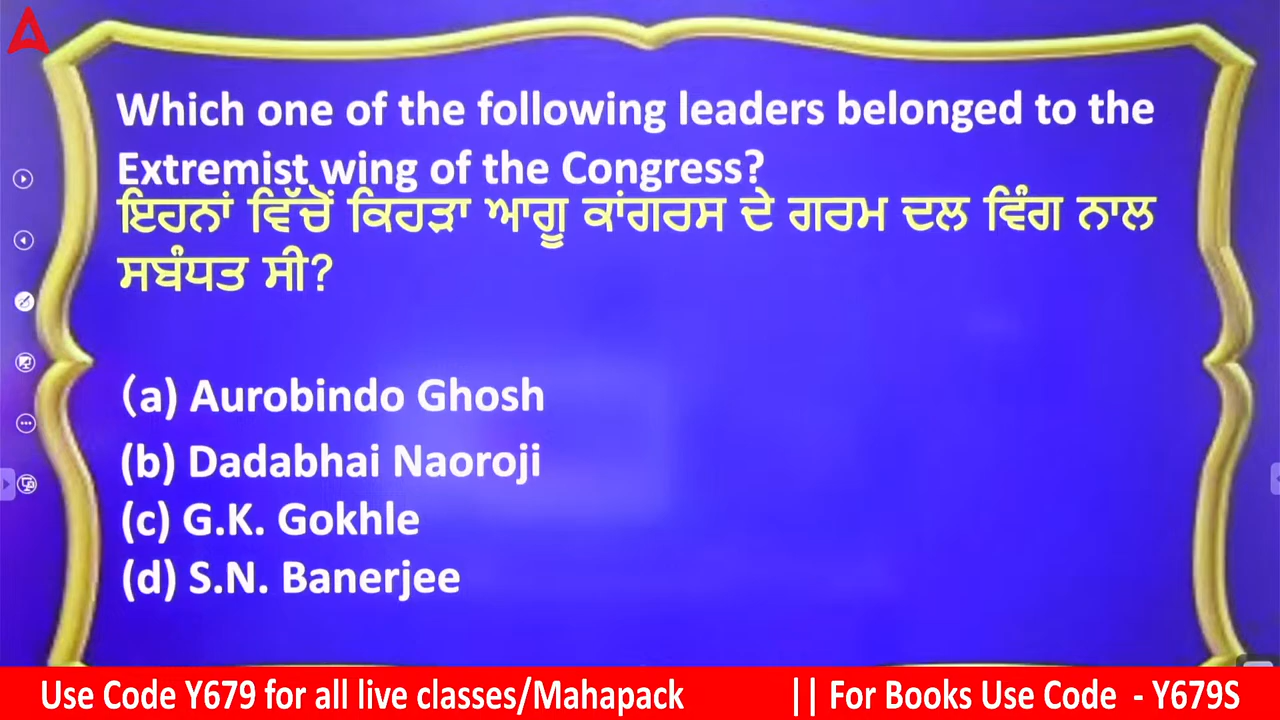 Which one of the following leaders belonged to the
Extremist wing of the Congress?
ਇਹਨਾਂ ਵਿੱਚੋਂ ਕਿਹੜਾ ਆਗੂ ਕਾਂਗਰਸ ਦੇ ਗਰਮ ਦਲ ਵਿੰਗ ਨਾਲ
ਸਬੰਧਤ ਸੀ?
(a) Aurobindo Ghosh
(b) Dadabhai Naoroji
(c) G.K. Gokhle
(d) S.N. Banerjee
Use Code Y679 for all live classes/Mahapack || For Books Use Code - Y679S